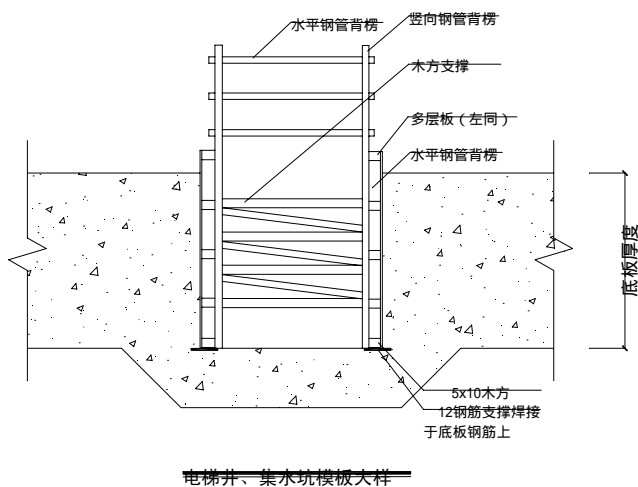 水平钢管背楞
竖向钢管背楞
木方支撑
多层板（左同）
水平钢管背楞
底板厚度
5x10木方
12钢筋支撑焊接
于底板钢筋上
电梯井、集水坑模板大样